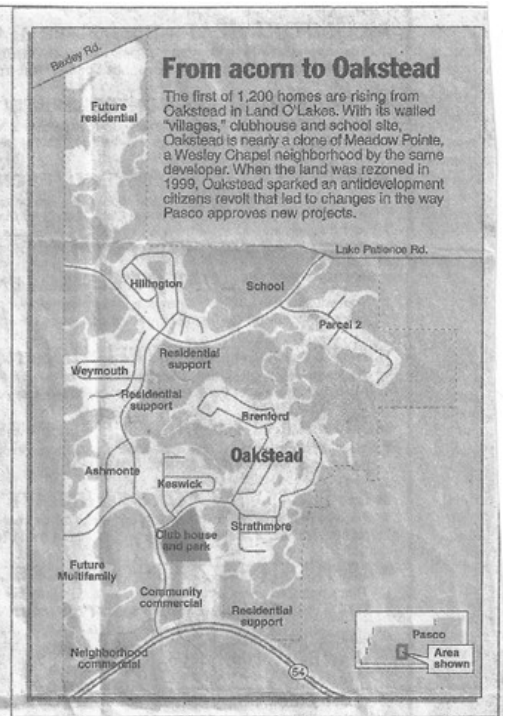 Bexley Rd.
From acorn to Oakstead
Future
residential
The first of 1,200 homes are rising from
Oakstead in Land O'Lakes. With its walled
"villages," clubhouse and school site,
Oakstead is nearly a clone of Meadow Pointe,
a Wesley Chapel neighborhood by the same
developer. When the land was rezoned in
1999, Oakstead sparked an antidevelopment
citizens revolt that led to changes in the way
Pasco approves new projects.
Lake Patience Rd.
Hillington
School
Parcel 2
Residential
support
Weymouth
Residential
support
Brenford
Oakstead
Ashmonte
Keswick
Strathmore
Club house
and park
Future
Multifamily
Community
commercial
Residential
support
Neighborhood
commercial
54
Pasco
Area
shown